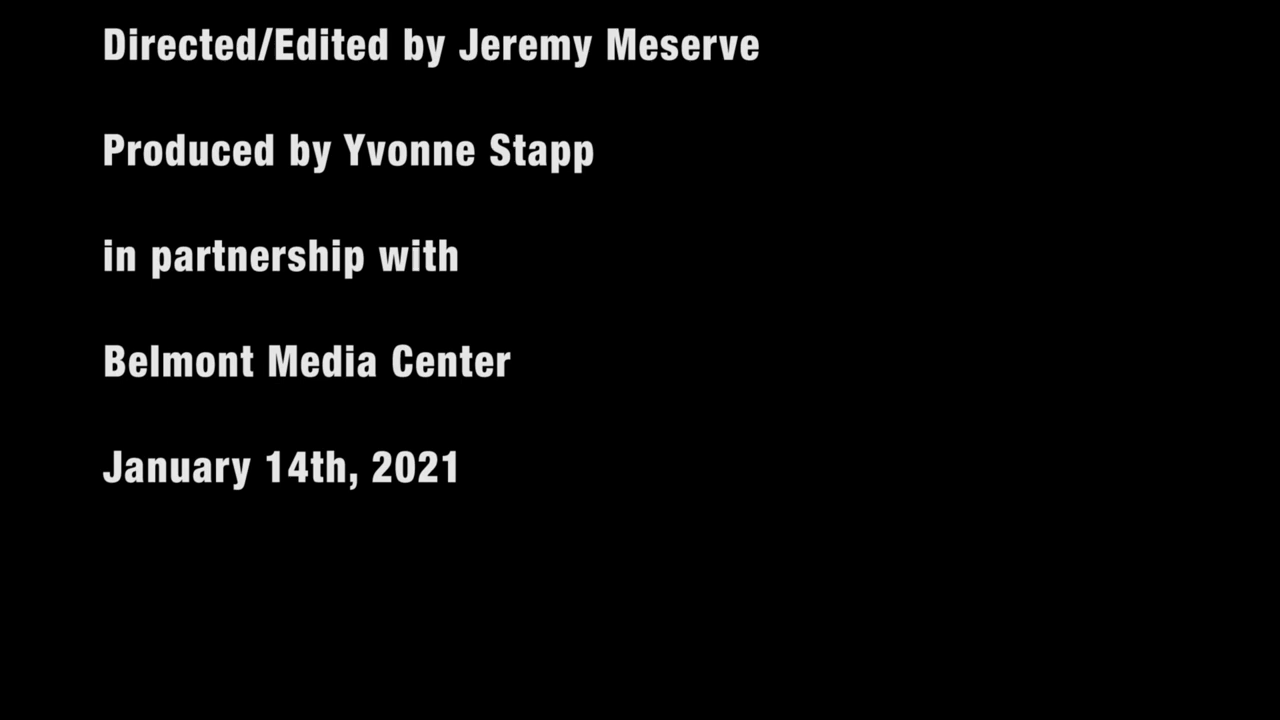 Directed/Edited by Jeremy Meserve
Produced by Yvonne Stapp
in partnership with
Belmont Media Center
January 14th, 2021